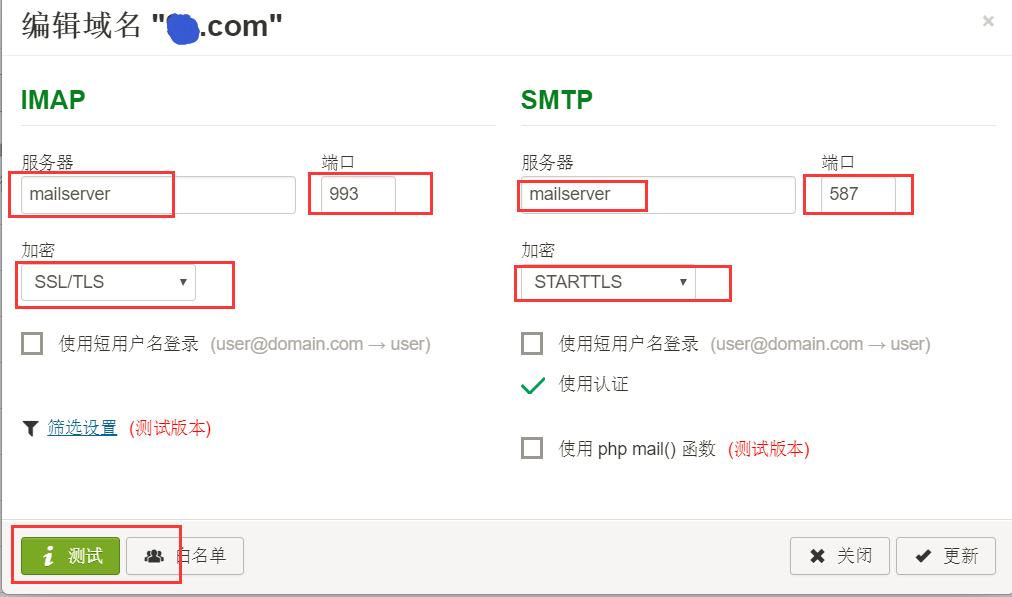 编辑域名 ".com"
×
IMAP
SMTP
服务器
端口
mailserver
993
服务器
端口
mailserver
587
加密
SSL/TLS
加密
STARTTLS
使用短用户名登录 (user@domain.com → user)
使用短用户名登录 (user@domain.com → user)
使用认证
筛选设置 (测试版本)
使用 php mail() 函数 (测试版本)
i 测试
白名单
关闭
更新